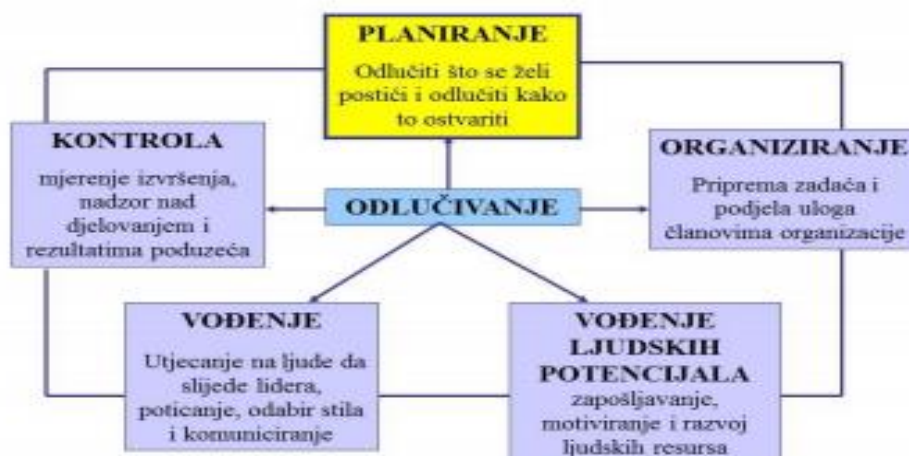 PLANIRANJE
Odlučiti što se želi
postići i odlučiti kako
to ostvariti
KONTROLA
mjerenje izvršenja,
nadzor nad
djelovanjem i
rezultatima poduzeća
ODLUČIVANJE
ORGANIZIRANJE
Priprema zadaća i
podjela uloga
članovima organizacije
VOĐENJE
Utjecanje na ljude da
slijede lidera,
poticanje, odabir stila
i komuniciranje
VOĐENJE
LJUDSKIH
POTENCIJALA
zapošljavanje,
motiviranje i razvoj
ljudskih resursa